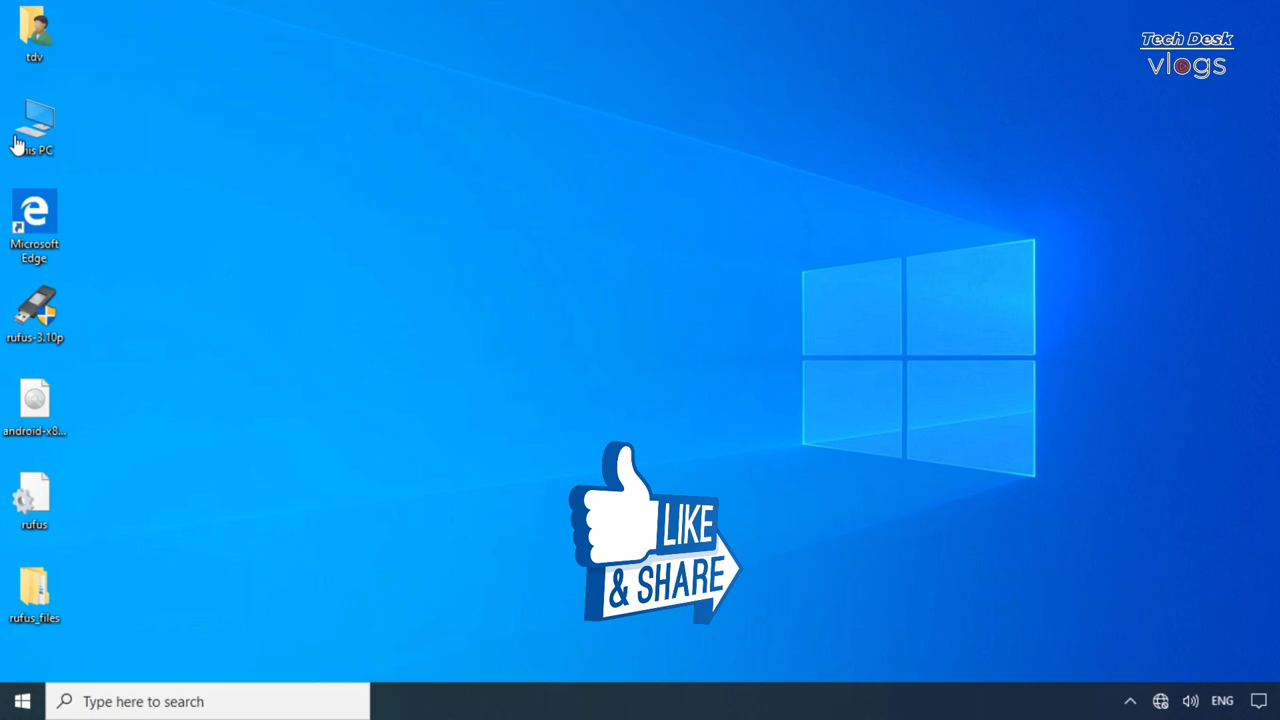 tdv
This PC
Microsoft
Edge
rufus-3.10p
android-x8...
rufus
rufus_files
Tech Desk
vlogs
LIKE
& SHARE
Type here to search
ENG